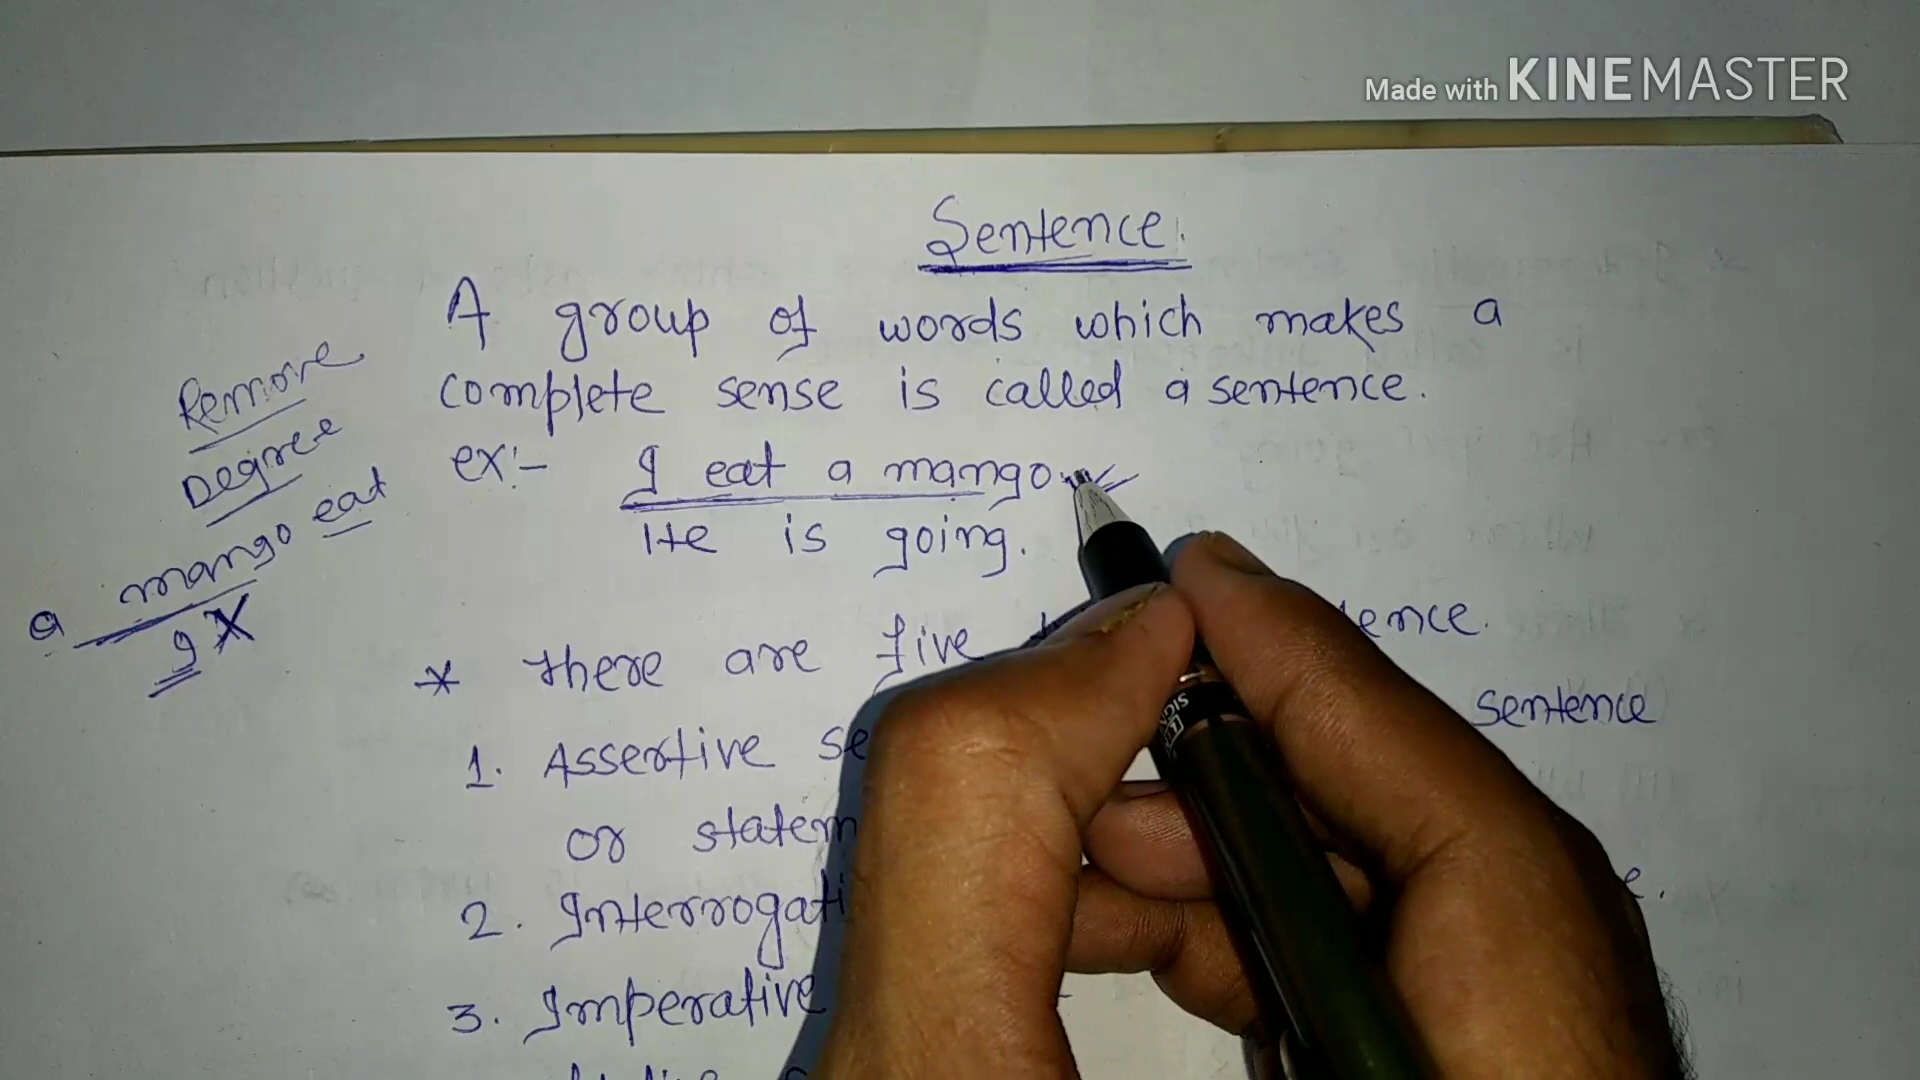 Made with KINEMASTER
Sentence.
A group of words which makes a
complete sense is called a sentence.
ex:- I eat a mango.
He is going.
Remove
Degree
a mango eat
I X
* There are five
ence.
1. Assertive se
sentence
or statem
2. Interrogati
e.
3. Imperative